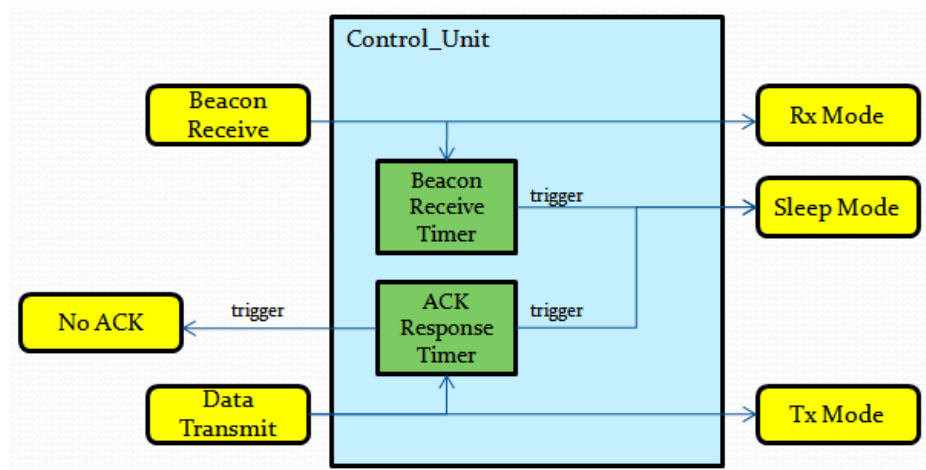 Control_Unit
Beacon
Receive
Rx Mode
Beacon
Receive
Timer
trigger
Sleep Mode
No ACK
trigger
ACK
Response
Timer
trigger
Data
Transmit
Tx Mode